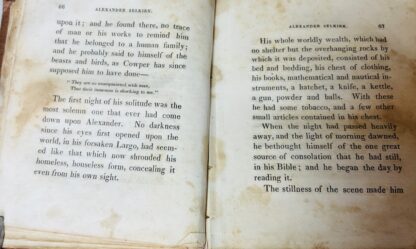 66
ALEXANDER SELKIRK.
upon it; and he found there, no trace
of man or his works to remind him
that he belonged to a human family;
and he probably said to himself of the
beasts and birds, as Cowper has since
supposed him to have done—
" They are so unacquainted with man,
That their tameness is shocking to me."
The first night of his solitude was the
most solemn one that ever had come
down upon Alexander. No darkness
since his eyes first opened upon the
world, in his forsaken Largo, had seem-
ed like that which now shrouded his
homeless, houseless form, concealing it
even from his own sight.
ALEXANDER SELKIRK.
67
His whole worldly wealth, which had
no shelter but the overhanging rocks by
which it was deposited, consisted of his
bed and bedding, his chest of clothing,
his books, mathematical and nautical ins-
truments, a hatchet, a knife, a kettle,
a gun, powder and balls. With these
he had some tobacco, and a few other
small articles contained in his chest.
When the night had passed heavily
away, and the light of morning dawned,
he bethought himself of the one great
source of consolation that he had still,
in his Bible; and he began the day by
reading it.
The stillness of the scene made him